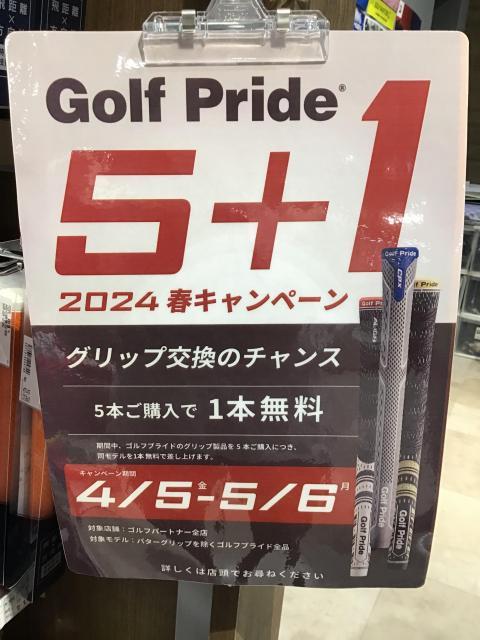 飛距離
×
Golf Pride®
5+1
2024 春キャンペーン
グリップ交換のチャンス
5本ご購入で 1本無料
期間中、ゴルフプライドのグリップ製品を5本ご購入につき、
同モデルを1本無料で差し上げます。
キャンペーン期間
4/5金-5/6月
対象店舗:ゴルフパートナー全店
対象モデル:パターグリップを除くゴルフプライド全品
詳しくは店頭でお尋ねください
Golf Pride
CPX
Golf Pride
ALIGN
Golf Pride
Golf Pride